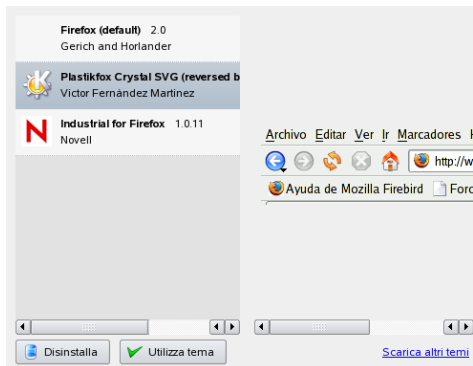 Firefox (default) 2.0
Gerich and Horlander
Plastikfox Crystal SVG (reversed b
Víctor Fernández Martínez
Industrial for Firefox 1.0.11
Novell
Archivo Editar Ver Ir Marcadores H
http://w
Ayuda de Mozilla Firebird Foro
Disinstalla Utilizza tema Scarica altri temi